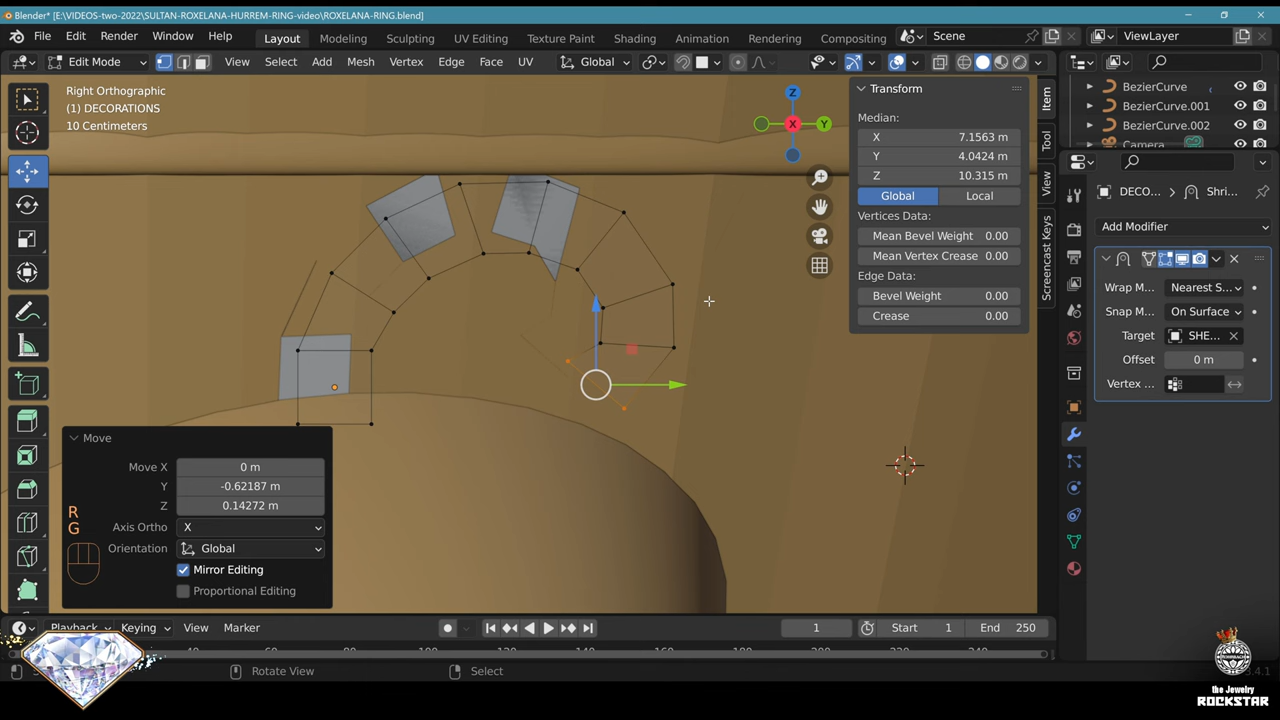 Blender* [E:\VIDEOS-two-2022\SULTAN-ROXELANA-HURREM-RING-video\ROXELANA-RING.blend]
File Edit Render Window Help Layout Modeling Sculpting UV Editing Texture Paint Shading Animation Rendering Compositing Scene ViewLayer
Edit Mode View Select Add Mesh Vertex Edge Face UV Global
Right Orthographic
(1) DECORATIONS
10 Centimeters
Z
X
Y
Transform
Median:
X 7.1563 m
Y 4.0424 m
Z 10.315 m
Global Local
Vertices Data:
Mean Bevel Weight 0.00
Mean Vertex Crease 0.00
Edge Data:
Bevel Weight 0.00
Crease 0.00
Item
Tool
View
Screencast Keys
BezierCurve
BezierCurve.001
BezierCurve.002
Camera
DECO... Shri...
Add Modifier
Wrap M... Nearest S...
Snap M... On Surface
Target SHE...
Offset 0 m
Vertex ...
Move
Move X 0 m
Y -0.62187 m
Z 0.14272 m
Axis Ortho X
Orientation Global
Mirror Editing
Proportional Editing
R
G
Playback Keying View Marker 1 Start 1 End 250
Rotate View Select
the Jewelry
ROCKSTAR